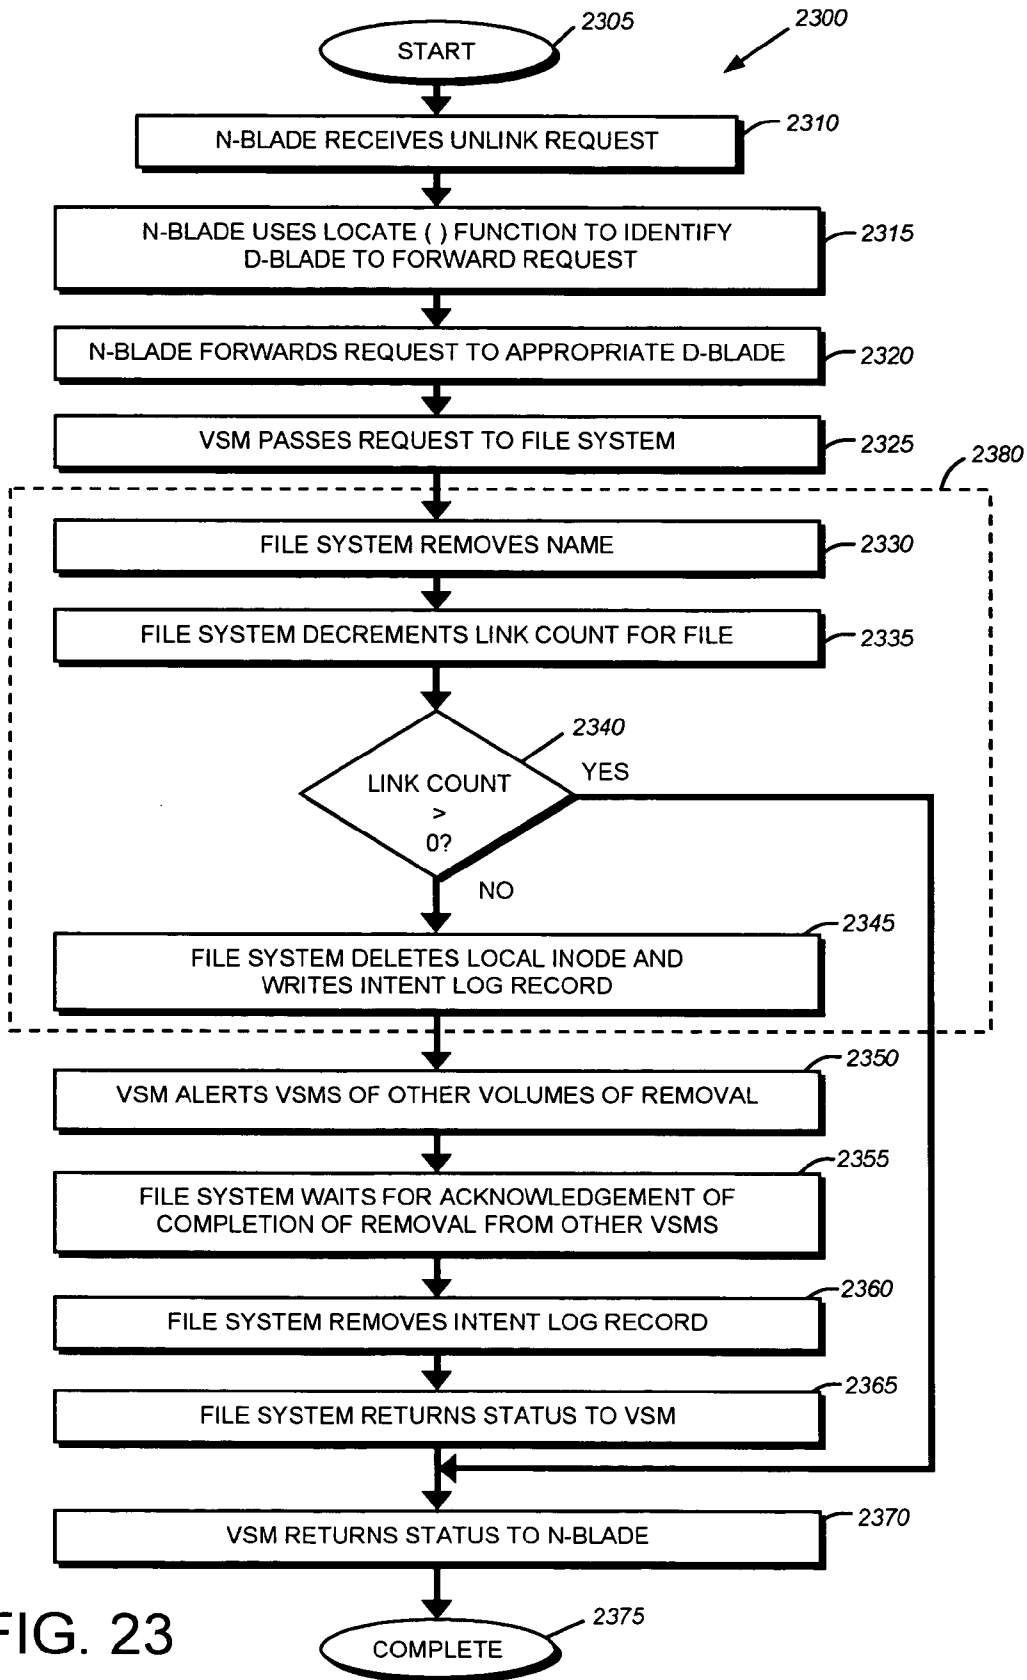 2305
2300
START
N-BLADE RECEIVES UNLINK REQUEST
2310
N-BLADE USES LOCATE ( ) FUNCTION TO IDENTIFY
D-BLADE TO FORWARD REQUEST
2315
N-BLADE FORWARDS REQUEST TO APPROPRIATE D-BLADE
2320
VSM PASSES REQUEST TO FILE SYSTEM
2325
2380
FILE SYSTEM REMOVES NAME
2330
FILE SYSTEM DECREMENTS LINK COUNT FOR FILE
2335
2340
LINK COUNT
>
0?
YES
NO
2345
FILE SYSTEM DELETES LOCAL INODE AND
WRITES INTENT LOG RECORD
2350
VSM ALERTS VSMS OF OTHER VOLUMES OF REMOVAL
2355
FILE SYSTEM WAITS FOR ACKNOWLEDGEMENT OF
COMPLETION OF REMOVAL FROM OTHER VSMS
2360
FILE SYSTEM REMOVES INTENT LOG RECORD
2365
FILE SYSTEM RETURNS STATUS TO VSM
2370
VSM RETURNS STATUS TO N-BLADE
2375
COMPLETE
FIG. 23